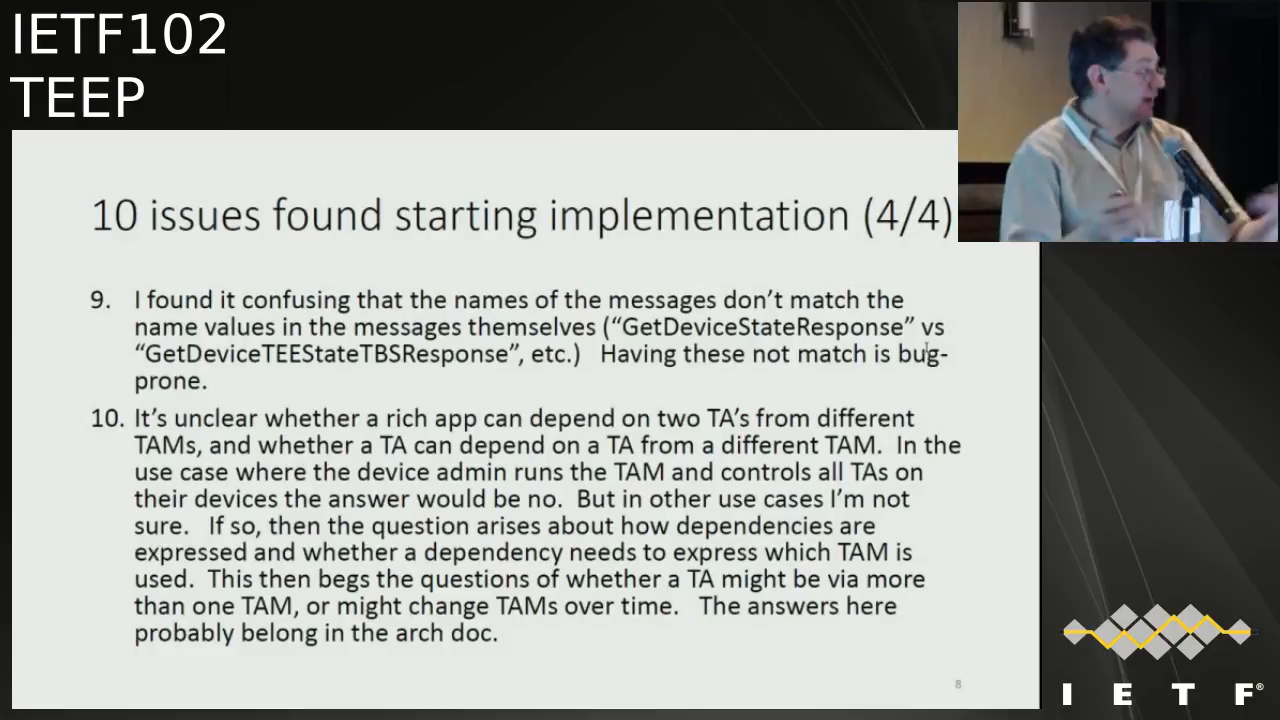 IETF102
TEEP
10 issues found starting implementation (4/4)
9. I found it confusing that the names of the messages don’t match the
name values in the messages themselves (“GetDeviceStateResponse” vs
“GetDeviceTEEStateTBSResponse”, etc.) Having these not match is bug-
prone.
10. It’s unclear whether a rich app can depend on two TA’s from different
TAMs, and whether a TA can depend on a TA from a different TAM. In the
use case where the device admin runs the TAM and controls all TAs on
their devices the answer would be no. But in other use cases I’m not
sure. If so, then the question arises about how dependencies are
expressed and whether a dependency needs to express which TAM is
used. This then begs the questions of whether a TA might be via more
than one TAM, or might change TAMs over time. The answers here
probably belong in the arch doc.
8
I E T F®